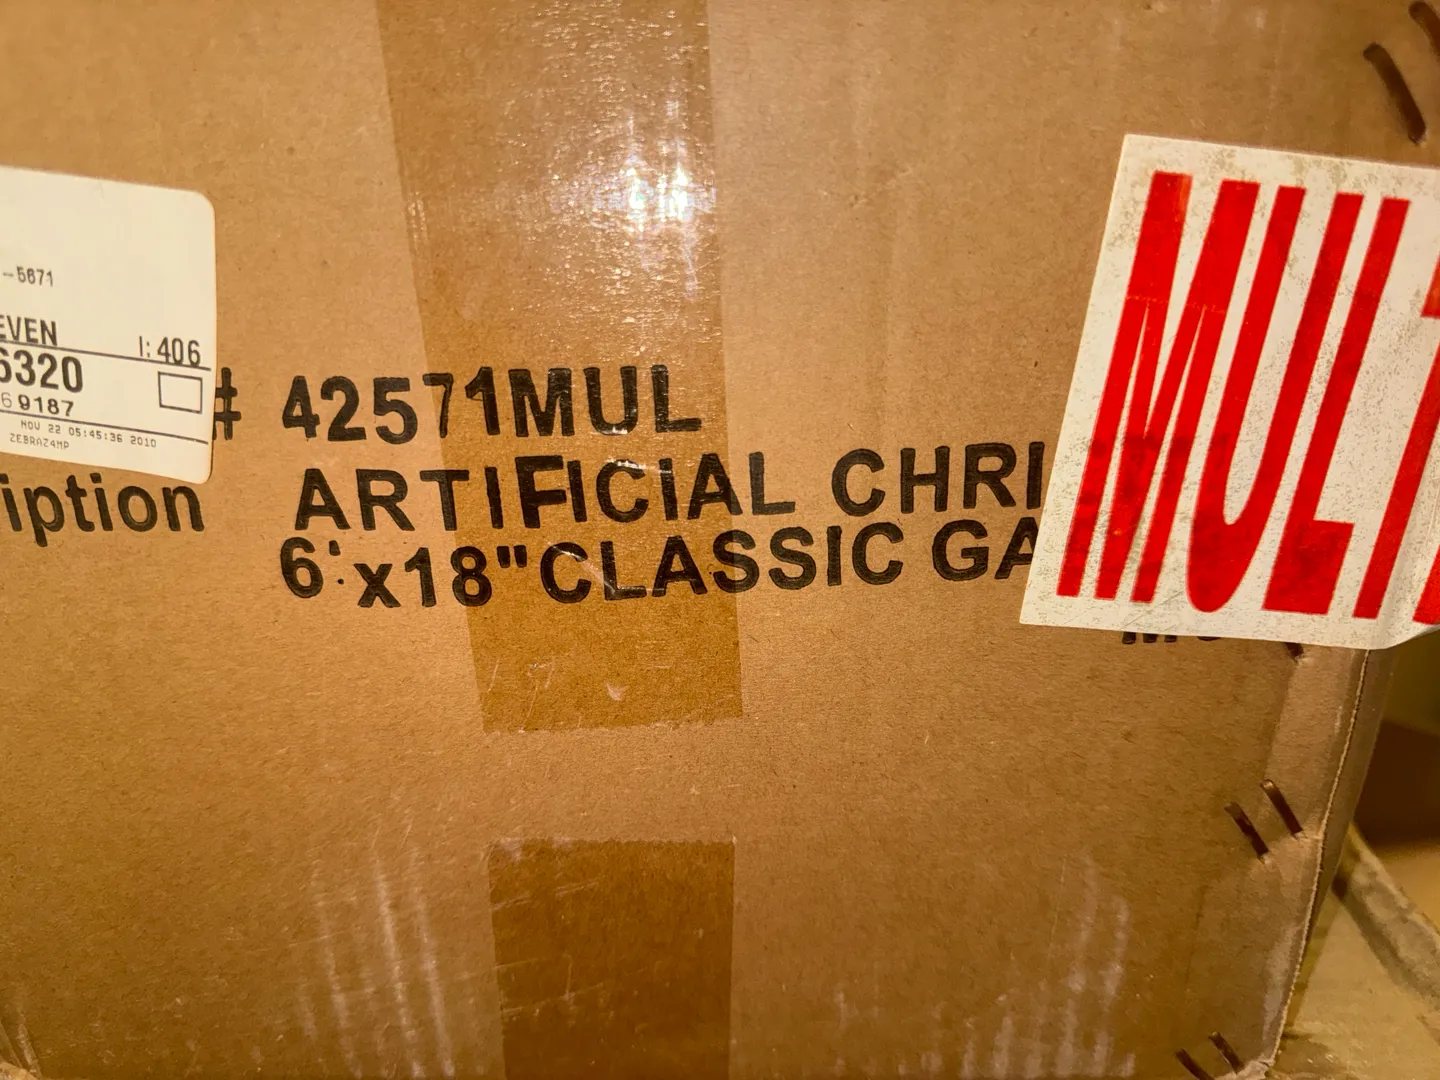 -5671
EVEN
I: 406
6320
69187
NOV 22 05:45:36 2010
ZEBRAZ4MP
# 42571MUL
iption ARTIFICIAL CHRI
6'x18"CLASSIC GA
MULT